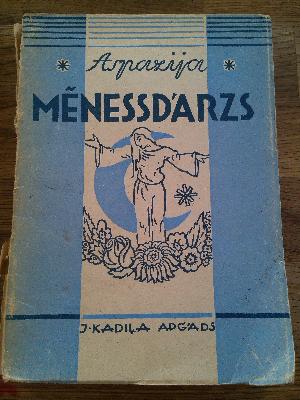 Aspazija
MĒNESSDĀRZS
J. KADIĻA APGĀDS